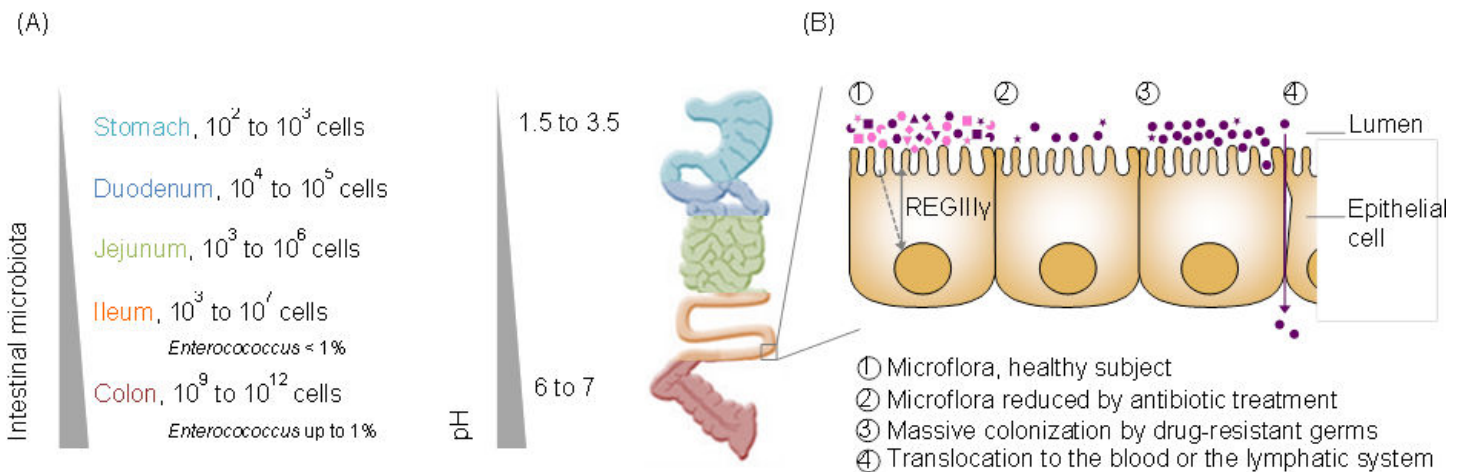 (A)
(B)
Intestinal microbiota
Stomach, 10² to 10³ cells
Duodenum, 10⁴ to 10⁵ cells
Jejunum, 10³ to 10⁶ cells
Ileum, 10³ to 10⁷ cells
Enterococcus < 1%
Colon, 10⁹ to 10¹² cells
Enterococcus up to 1%
pH
1.5 to 3.5
6 to 7
① ② ③ ④
Lumen
REGIIIγ
Epithelial
cell
① Microflora, healthy subject
② Microflora reduced by antibiotic treatment
③ Massive colonization by drug-resistant germs
④ Translocation to the blood or the lymphatic system